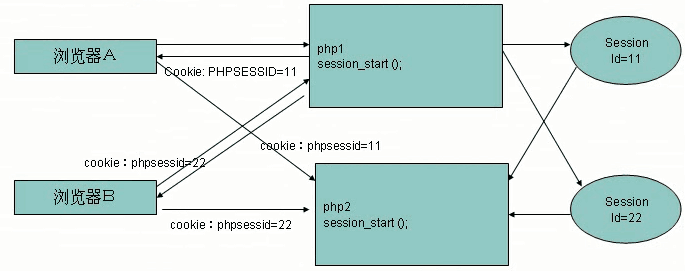 浏览器A
Cookie: PHPSESSID=11
php1
session_start ();
Session
Id=11
cookie：phpsessid=11
cookie：phpsessid=22
浏览器B
cookie：phpsessid=22
php2
session_start ();
Session
Id=22